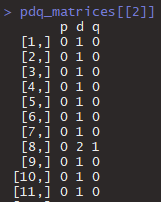 > pdq_matrices[[2]]
p d q
[1,] 0 1 0
[2,] 0 1 0
[3,] 0 1 0
[4,] 0 1 0
[5,] 0 1 0
[6,] 0 1 0
[7,] 0 1 0
[8,] 0 2 1
[9,] 0 1 0
[10,] 0 1 0
[11,] 0 1 0